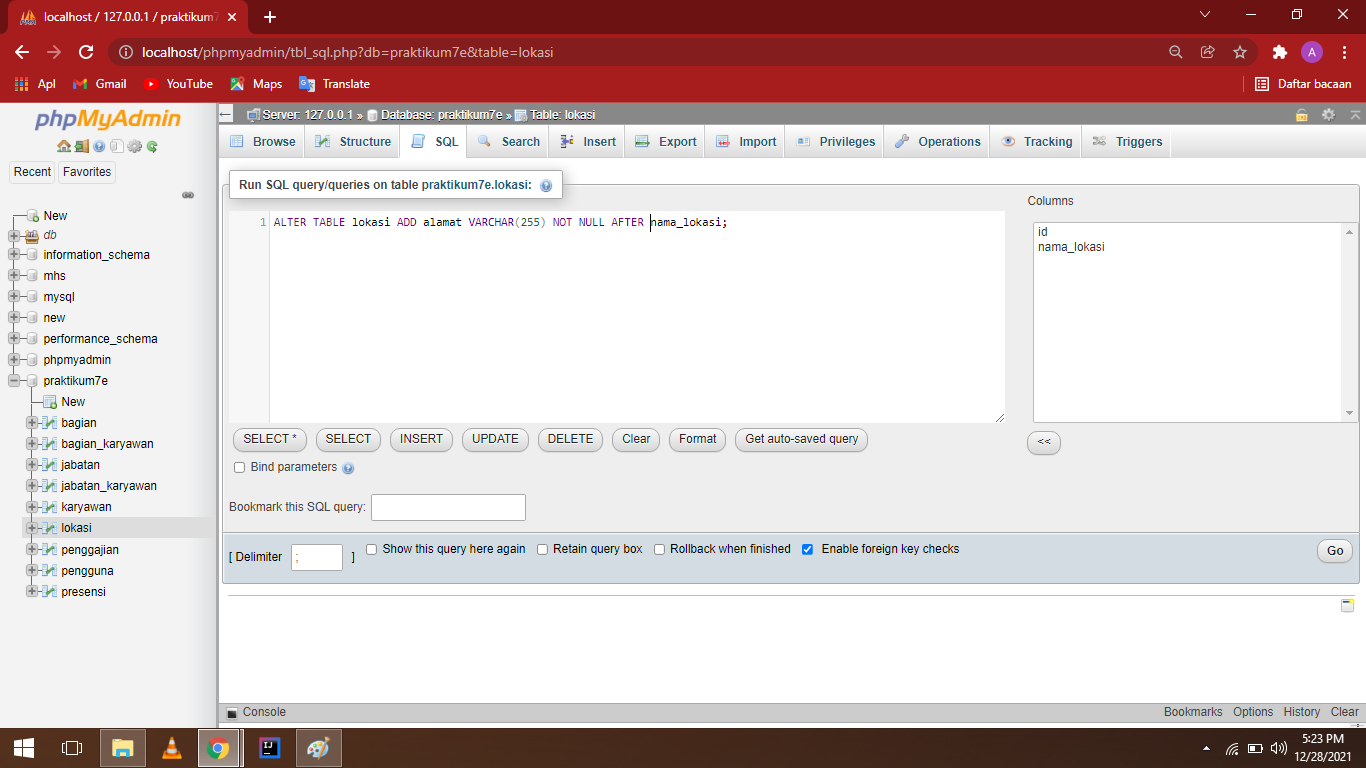 localhost / 127.0.0.1 / praktikum7
localhost/phpmyadmin/tbl_sql.php?db=praktikum7e&table=lokasi
A
Apl Gmail YouTube Maps Translate Daftar bacaan
phpMyAdmin
Recent Favorites
New
db
information_schema
mhs
mysql
new
performance_schema
phpmyadmin
praktikum7e
New
bagian
bagian_karyawan
jabatan
jabatan_karyawan
karyawan
lokasi
penggajian
pengguna
presensi
Server: 127.0.0.1 » Database: praktikum7e » Table: lokasi
Browse Structure SQL Search Insert Export Import Privileges Operations Tracking Triggers
Run SQL query/queries on table praktikum7e.lokasi:
1 ALTER TABLE lokasi ADD alamat VARCHAR(255) NOT NULL AFTER nama_lokasi;
Columns
id
nama_lokasi
<<
SELECT * SELECT INSERT UPDATE DELETE Clear Format Get auto-saved query
Bind parameters
Bookmark this SQL query:
[ Delimiter ; ] Show this query here again Retain query box Rollback when finished Enable foreign key checks Go
Console Bookmarks Options History Clear
5:23 PM
12/28/2021